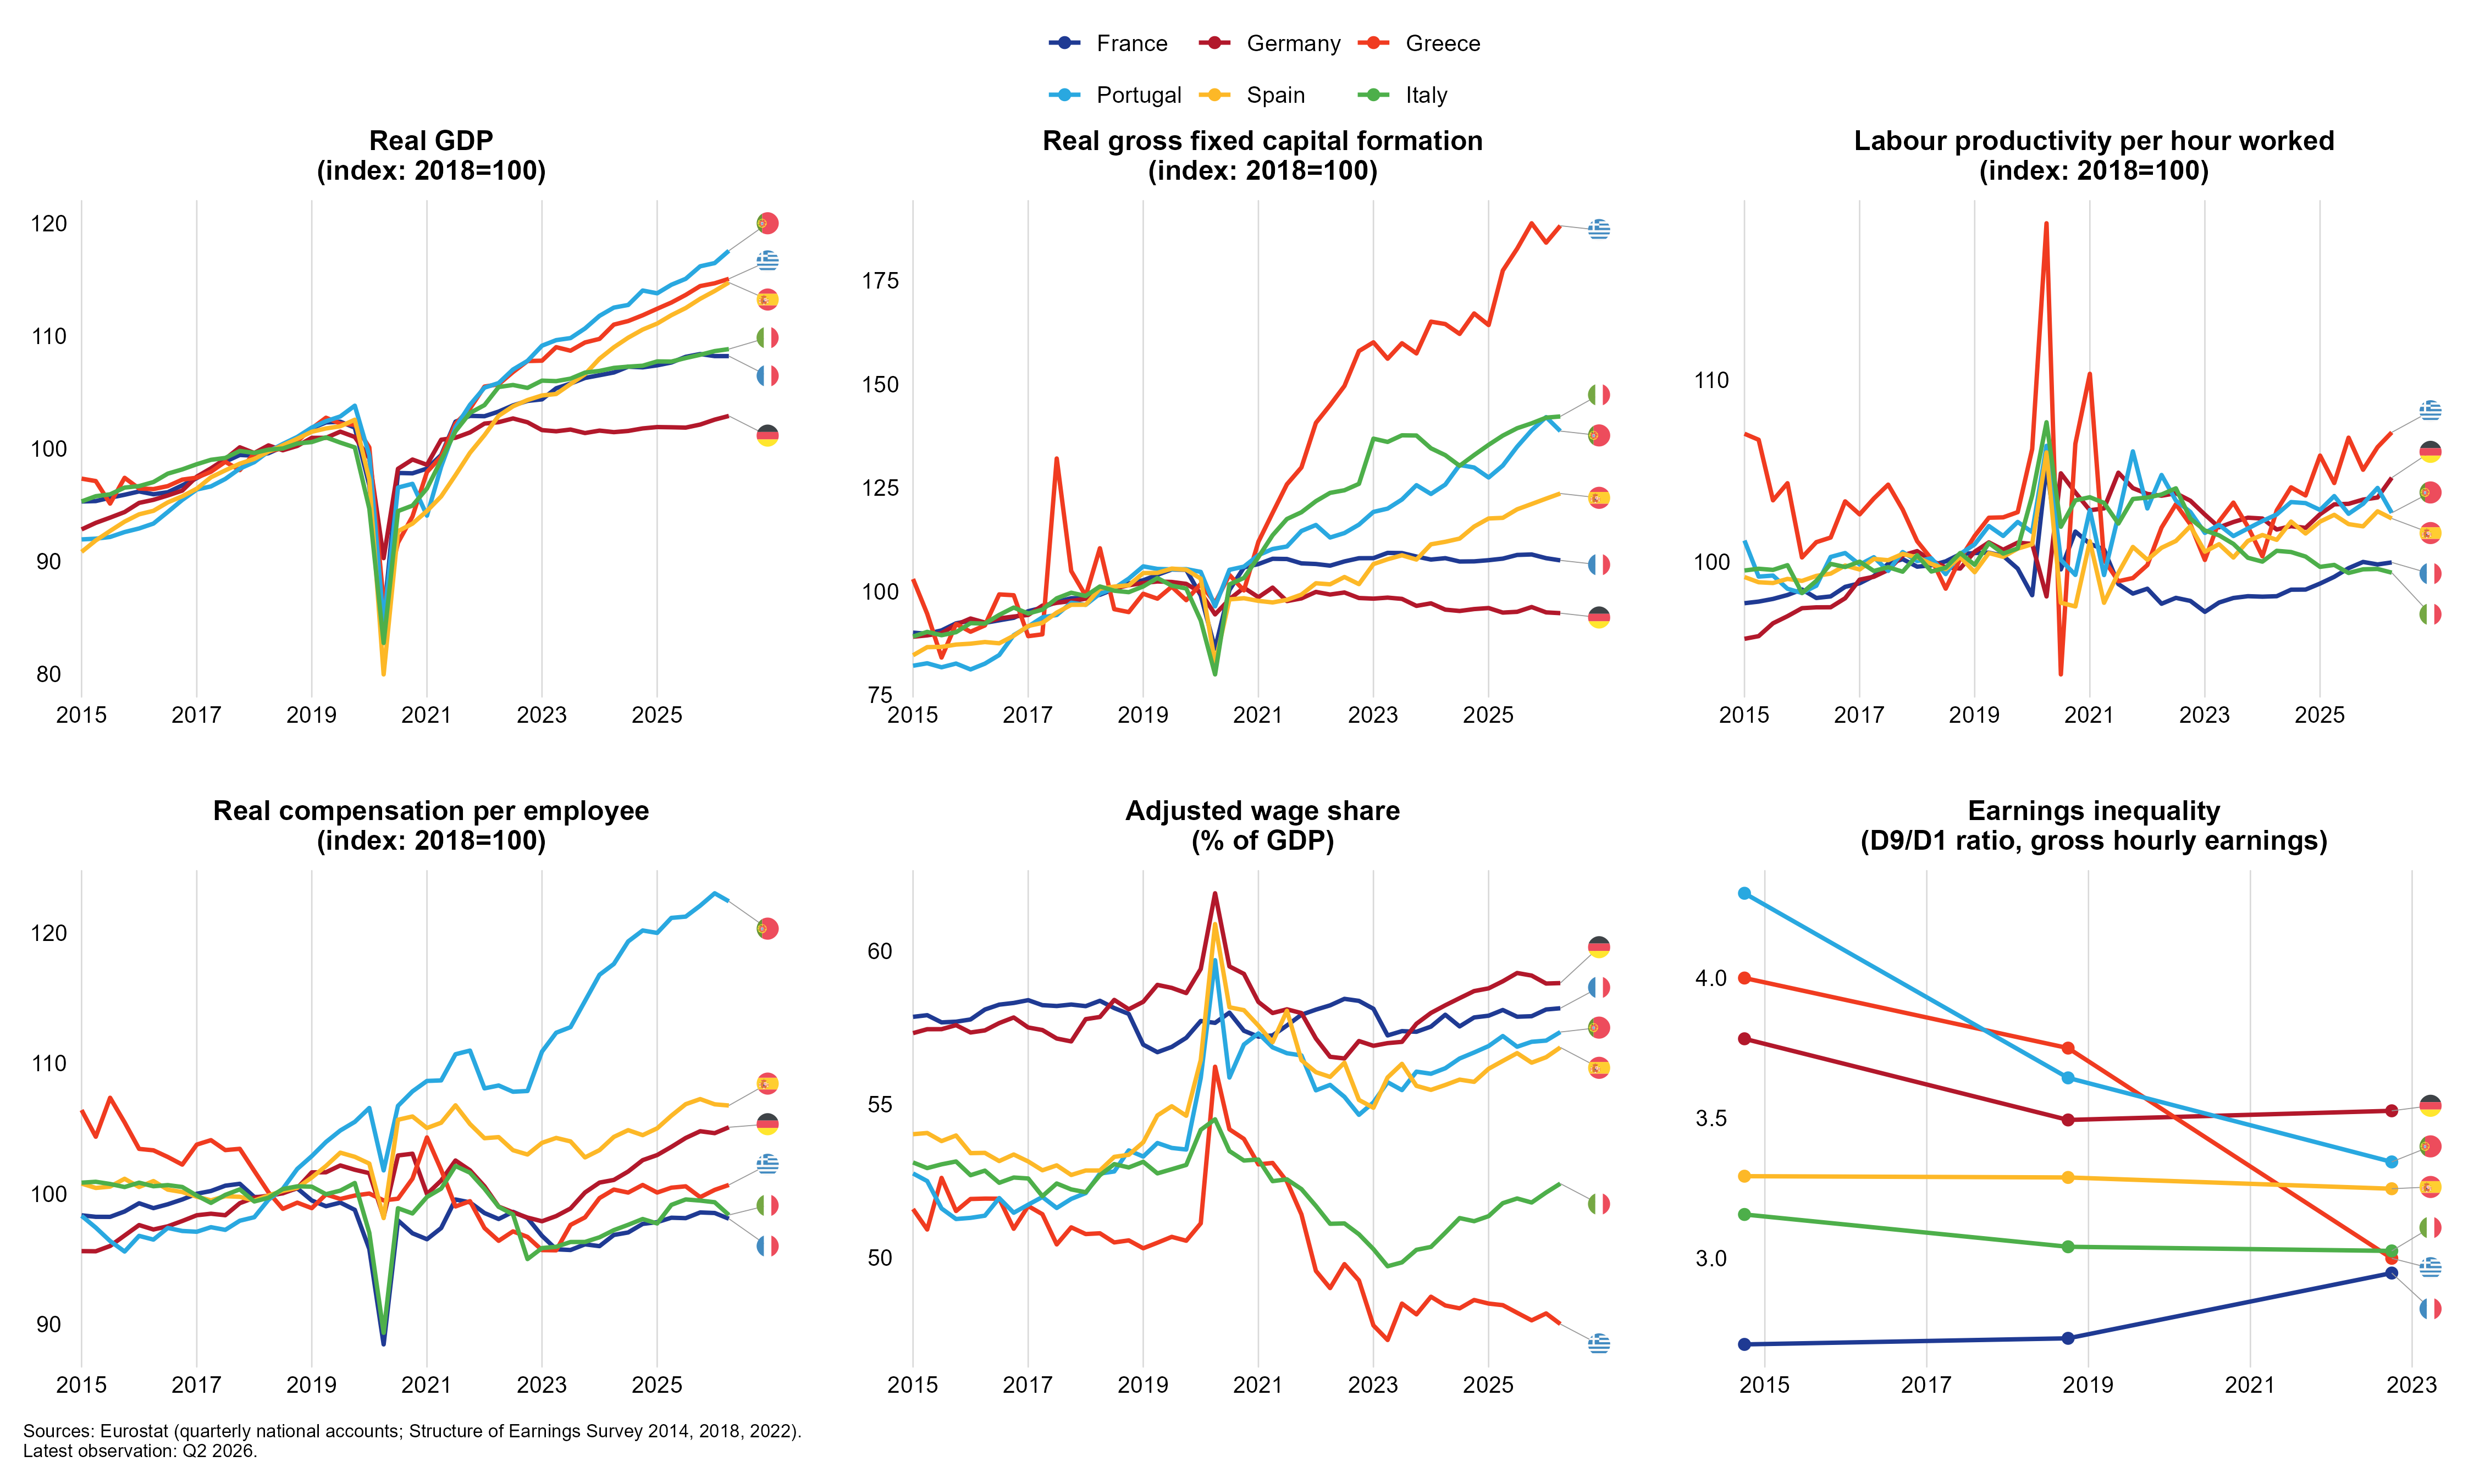 France Germany Greece
Portugal Spain Italy
Real GDP
(index: 2018=100)
120
110
100
90
80
2015 2017 2019 2021 2023 2025
Real gross fixed capital formation
(index: 2018=100)
175
150
125
100
75
2015 2017 2019 2021 2023 2025
Labour productivity per hour worked
(index: 2018=100)
110
100
2015 2017 2019 2021 2023 2025
Real compensation per employee
(index: 2018=100)
120
110
100
90
2015 2017 2019 2021 2023 2025
Adjusted wage share
(% of GDP)
60
55
50
2015 2017 2019 2021 2023 2025
Earnings inequality
(D9/D1 ratio, gross hourly earnings)
4.0
3.5
3.0
2015 2017 2019 2021 2023
Sources: Eurostat (quarterly national accounts; Structure of Earnings Survey 2014, 2018, 2022).
Latest observation: Q2 2026.